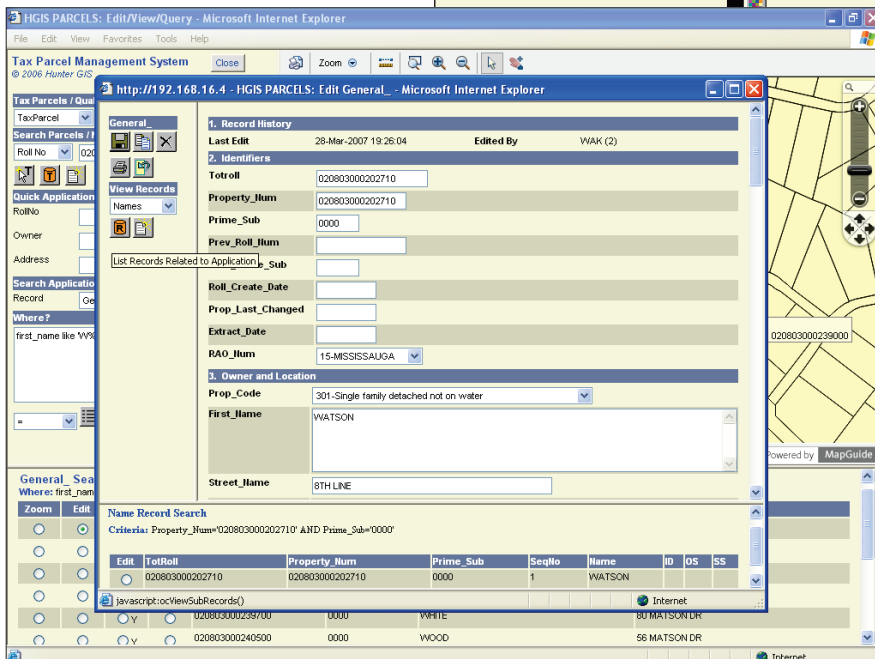 HGIS PARCELS: Edit/View/Query - Microsoft Internet Explorer
File Edit View Favorites Tools Help
Tax Parcel Management System Close Zoom
© 2006 Hunter GIS
http://192.168.16.4 - HGIS PARCELS: Edit General_ - Microsoft Internet Explorer
Tax Parcels / Qua
TaxParcel
Search Parcels /
Roll No 020
Quick Application
RollNo
Owner
Address
Search Applicatio
Record Ge
Where?
first_name like 'W%
=
General_
View Records
Names
List Records Related to Application
1. Record History
Last Edit 28-Mar-2007 19:26:04 Edited By WAK (2)
2. Identifiers
Totroll 020803000202710
Property_Num 020803000202710
Prime_Sub 0000
Prev_Roll_Num
e_Sub
Roll_Create_Date
Prop_Last_Changed
Extract_Date
RAO_Num 15-MISSISSAUGA
3. Owner and Location
Prop_Code 301-Single family detached not on water
First_Name WATSON
Street_Name 8TH LINE
020803000239000
Powered by MapGuide
General_ Sea
Where: first_nam
Zoom Edit
Name Record Search
Criteria: Property_Num='020803000202710' AND Prime_Sub='0000'
Edit TotRoll Property_Num Prime_Sub SeqNo Name ID OS SS
020803000202710 020803000202710 0000 1 WATSON
javascript:ocViewSubRecords() Internet
Y 020803000239700 0000 WHITE 80 MATSON DR
Y 020803000240500 0000 WOOD 56 MATSON DR
Internet